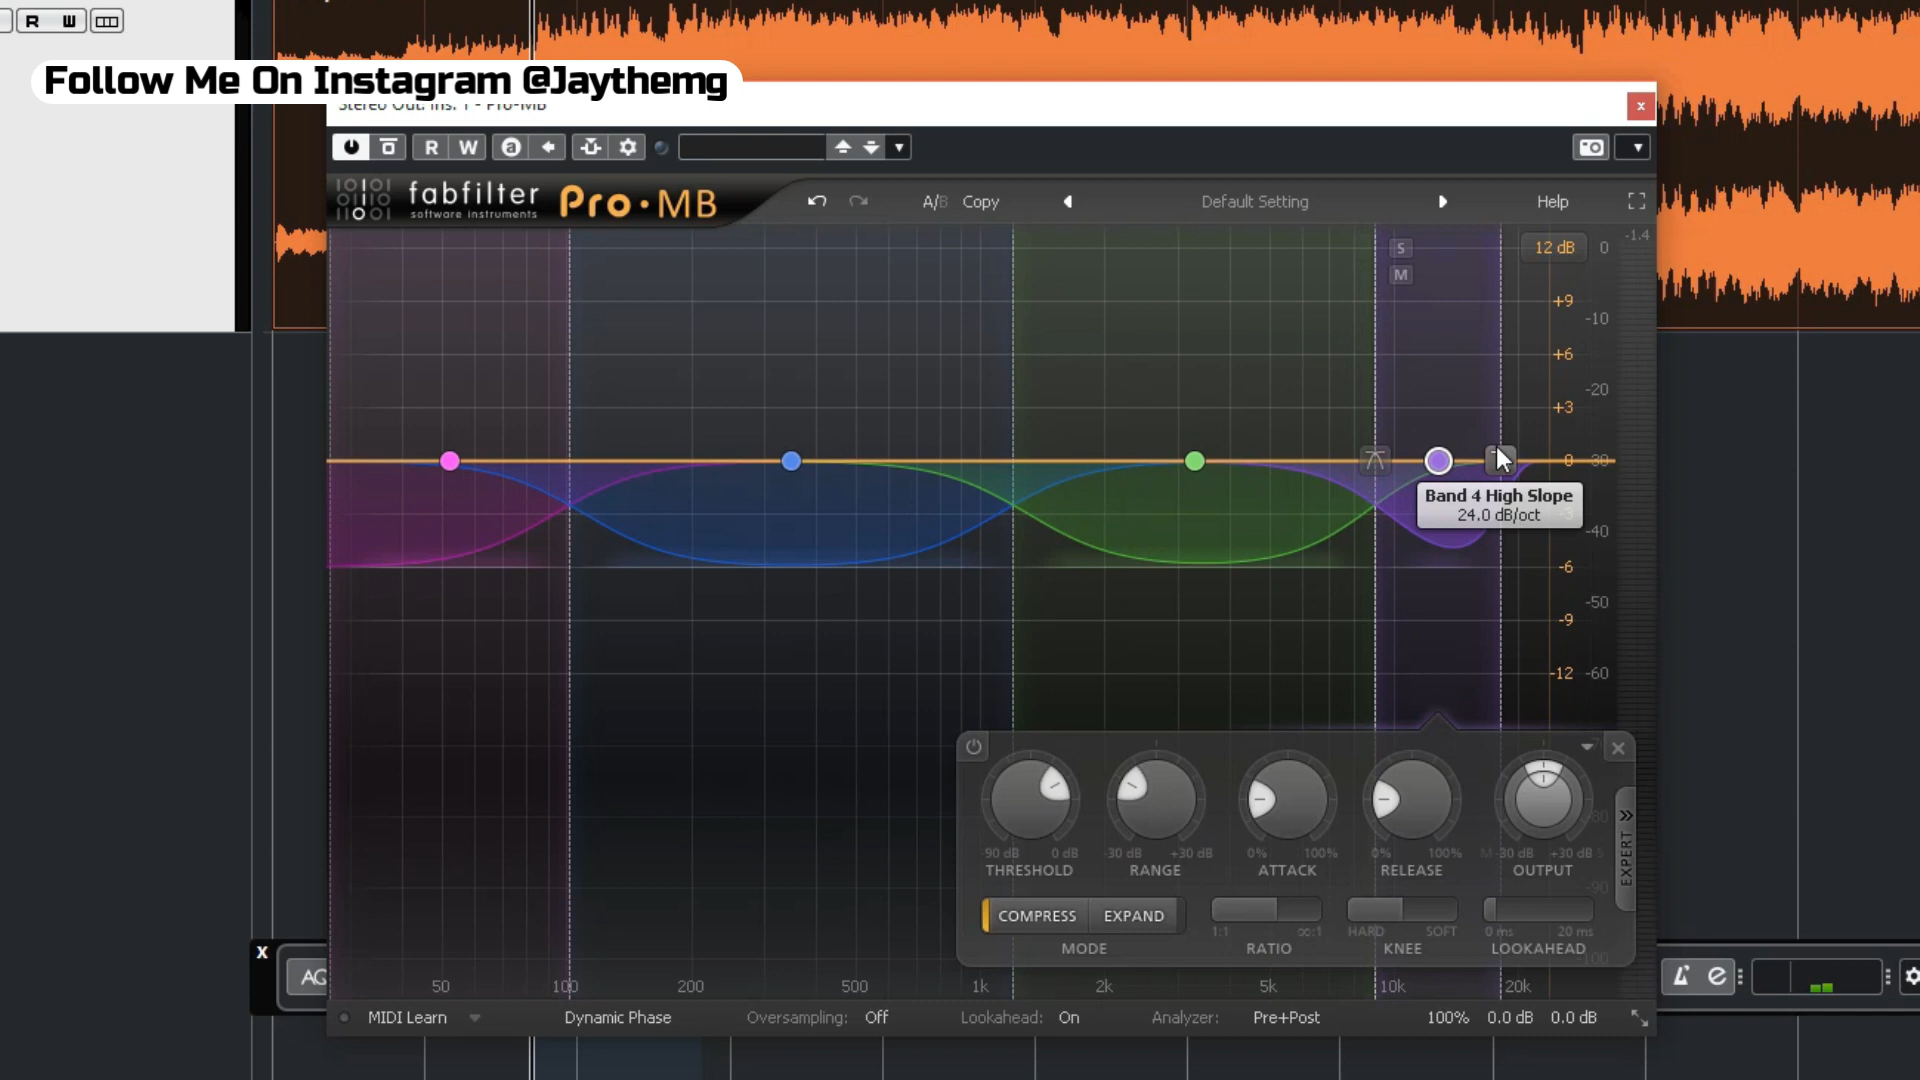 R W
Follow Me On Instagram @Jaythemg
Stereo Out: Ins. 1 - Pro-MB
x
R W a
fabfilter
software instruments
Pro·MB
A/B Copy
Default Setting
Help
-1.4
S
M
12 dB 0
+9
-10
+6
-20
+3
0 -30
Band 4 High Slope
24.0 dB/oct
-3
-40
-6
-50
-9
-12 -60
-80
-90 dB 0 dB
-30 dB +30 dB
0% 100%
0% 100%
M -30 dB +30 dB S
THRESHOLD RANGE ATTACK RELEASE OUTPUT
EXPERT
-90
COMPRESS EXPAND
1:1 ∞:1
HARD SOFT
0 ms 20 ms
MODE RATIO KNEE LOOKAHEAD
X
AQ
50 100 200 500 1k 2k 5k 10k 20k
MIDI Learn Dynamic Phase Oversampling: Off Lookahead: On Analyzer: Pre+Post 100% 0.0 dB 0.0 dB